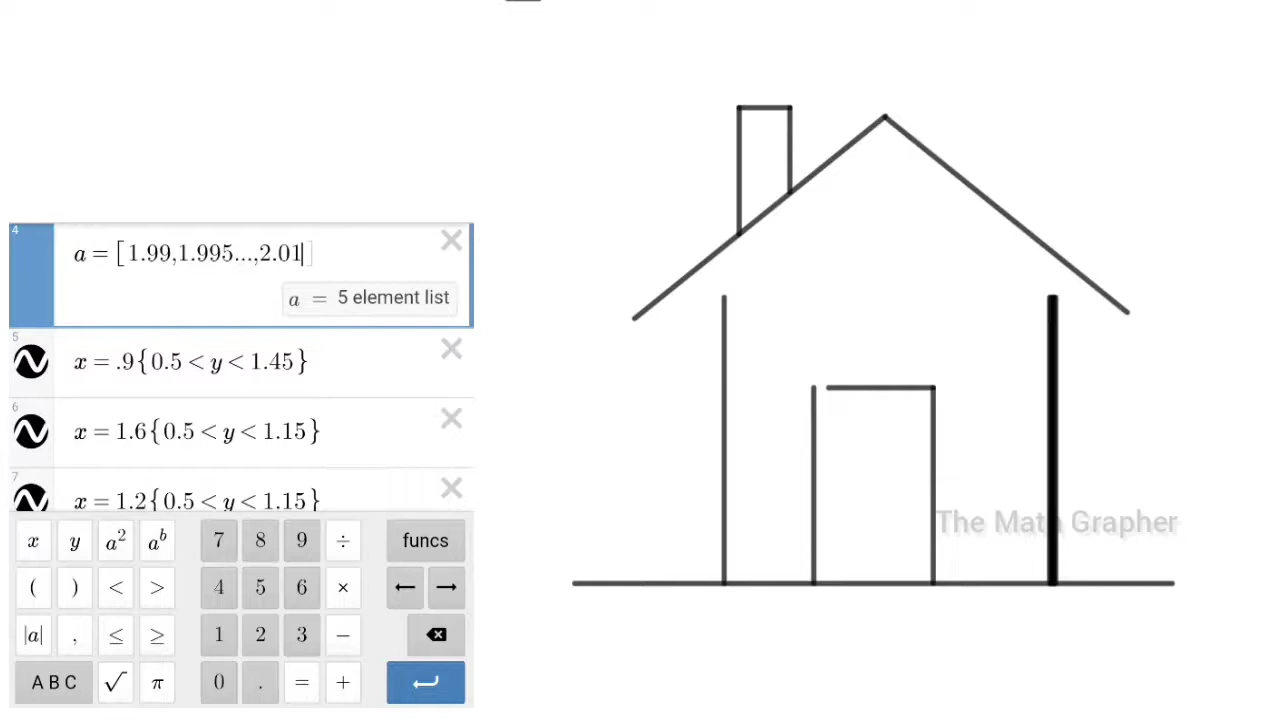 4
a = [1.99,1.995...,2.01]
a = 5 element list
5
x = .9{0.5 < y < 1.45}
6
x = 1.6{0.5 < y < 1.15}
7
x = 1.2{0.5 < y < 1.15}
x y a² aᵇ 7 8 9 ÷ funcs
( ) < > 4 5 6 × ← →
|a| , ≤ ≥ 1 2 3 −
A B C √ π 0 . = +
The Math Grapher